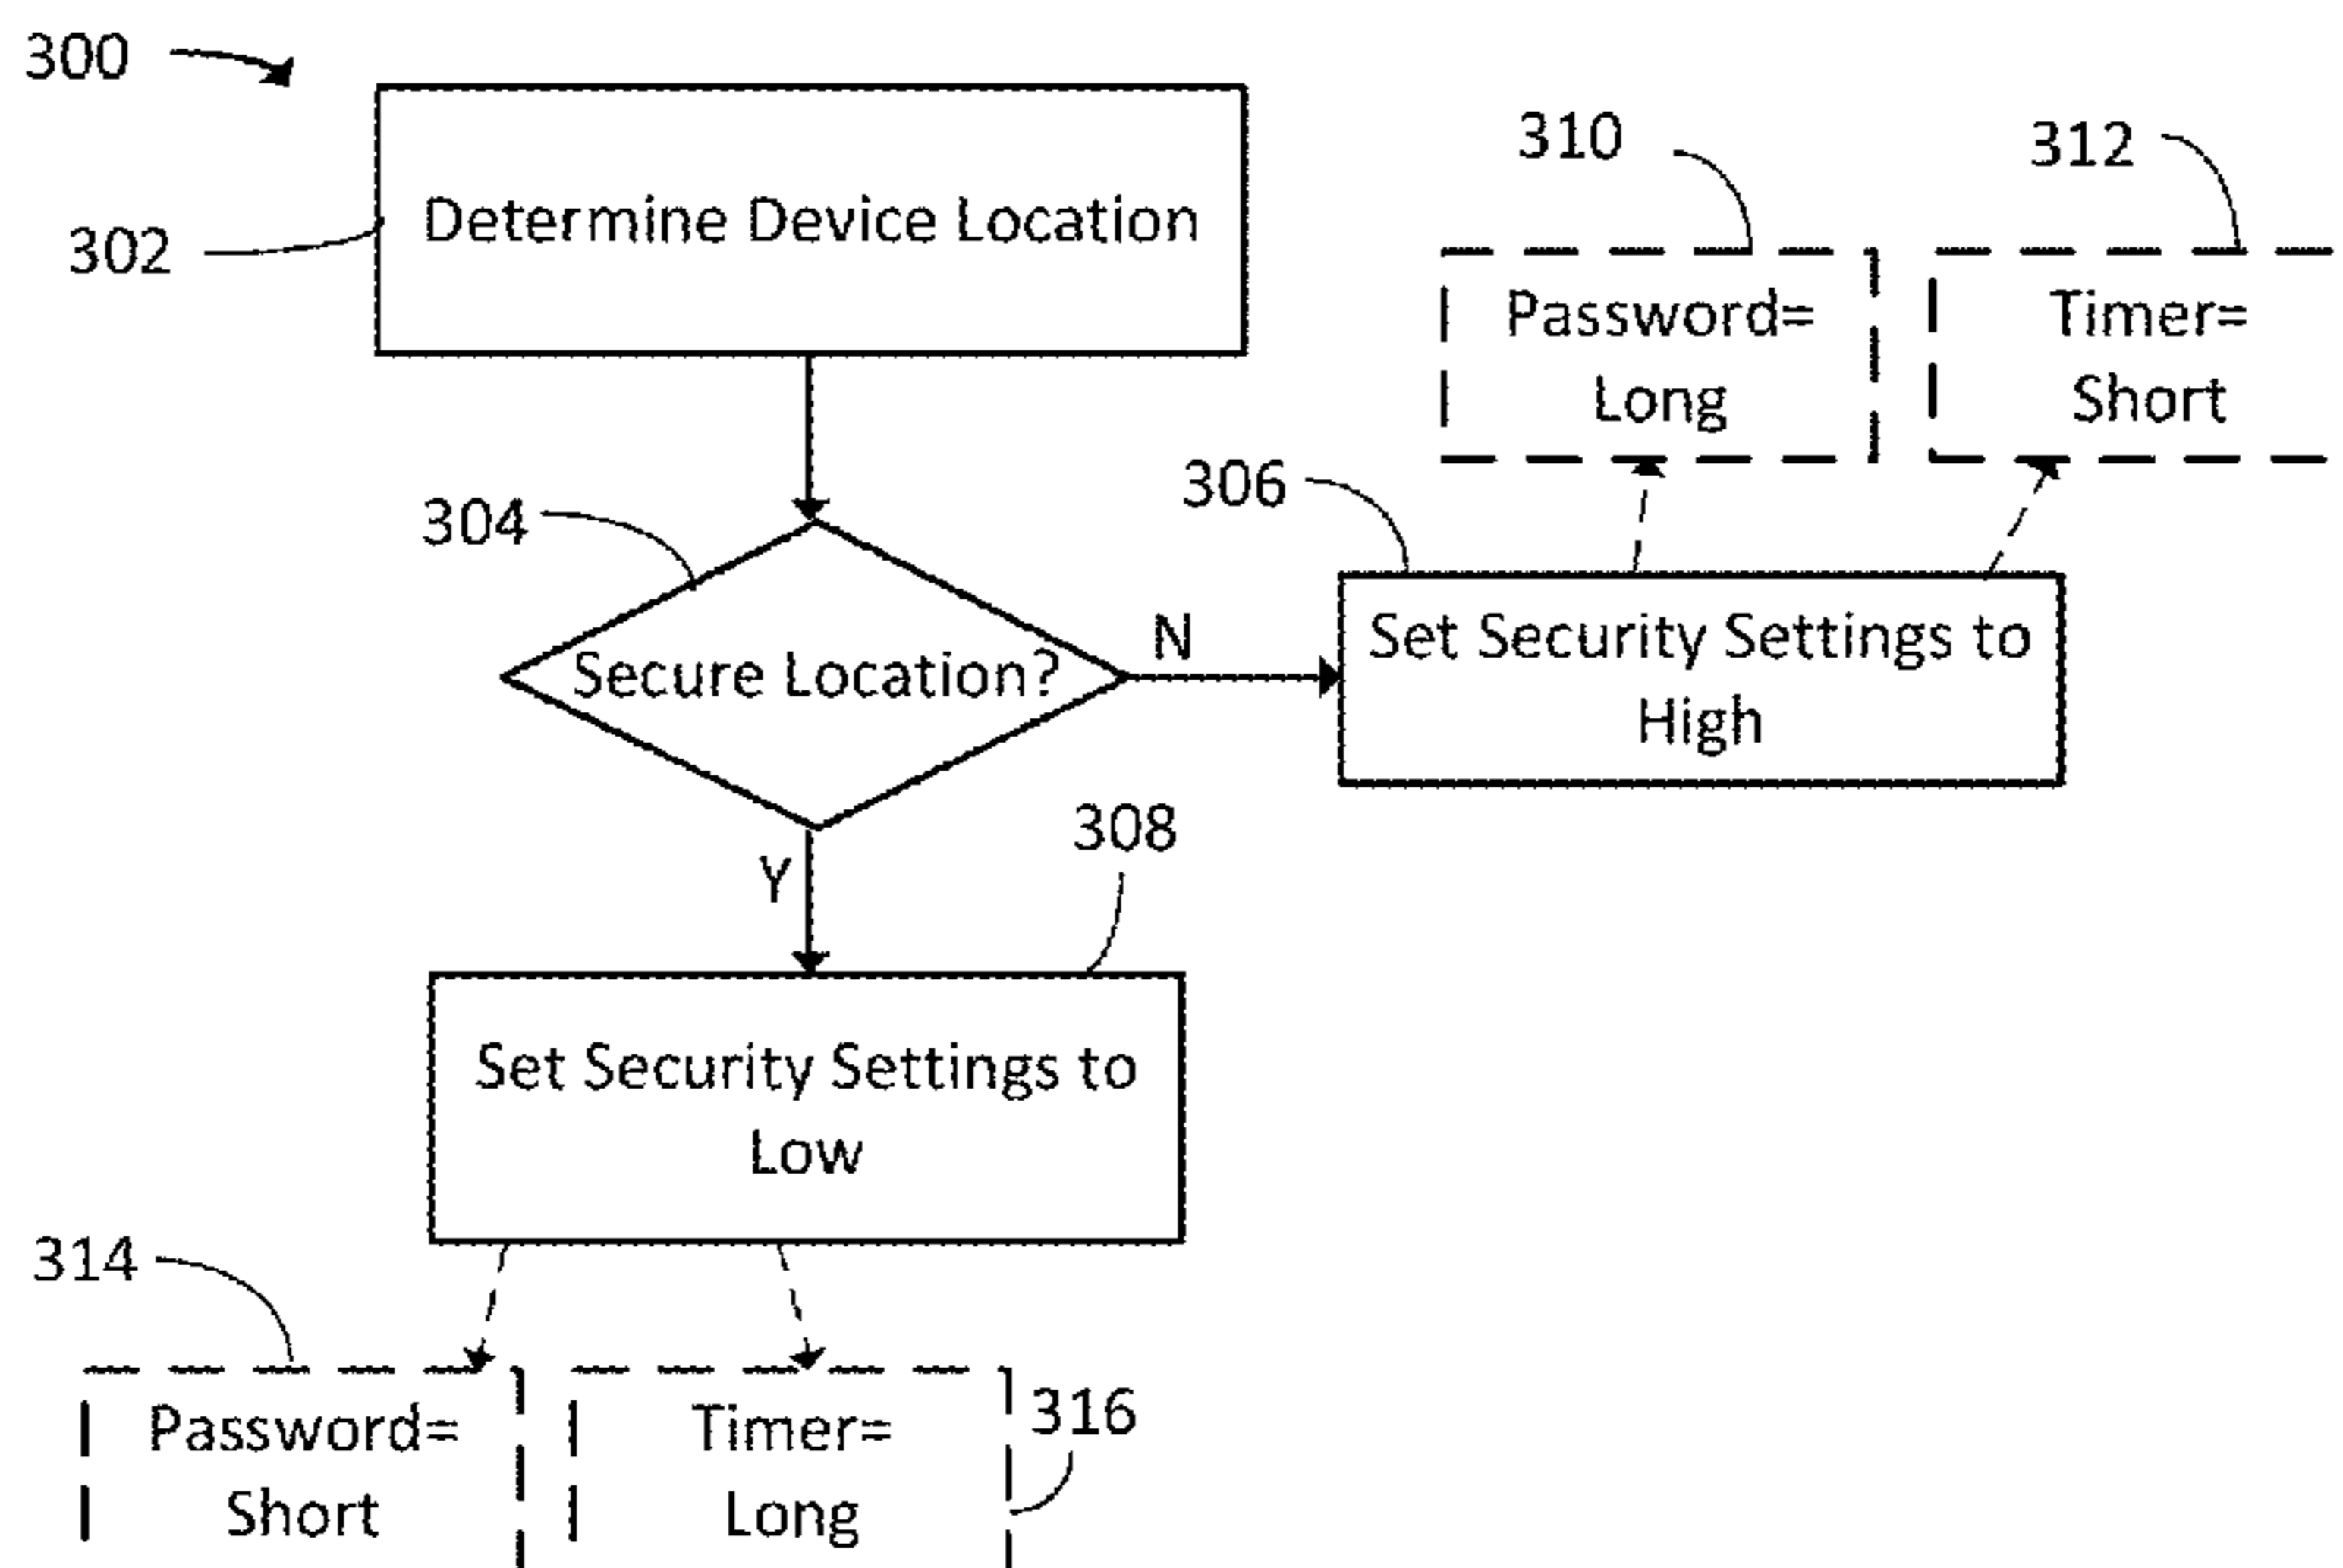 300
302
Determine Device Location
310
312
Password=
Long
Timer=
Short
304
306
Secure Location?
N
Set Security Settings to
High
Y
308
Set Security Settings to
Low
314
316
Password=
Short
Timer=
Long